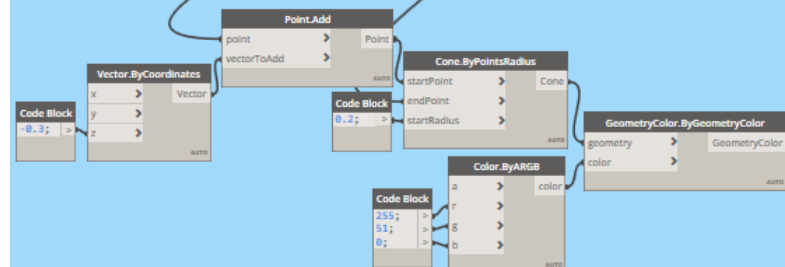 Point.Add
point > Point
vectorToAdd >
AUTO
Vector.ByCoordinates
x > Vector
y >
z >
AUTO
Code Block
-0.3; >
Cone.ByPointsRadius
startPoint > Cone
endPoint >
startRadius >
AUTO
Code Block
0.2; >
GeometryColor.ByGeometryColor
geometry > GeometryColor
color >
AUTO
Color.ByARGB
a > color
r >
g >
b >
AUTO
Code Block
255; >
51; >
0; >